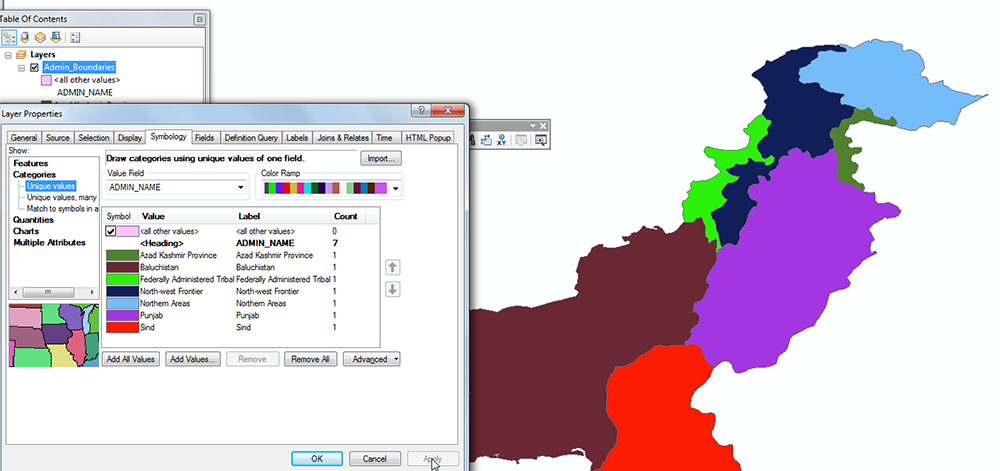 Table Of Contents
Layers
Admin_Boundaries
<all other values>
ADMIN_NAME
Layer Properties
General Source Selection Display Symbology Fields Definition Query Labels Joins & Relates Time HTML Popup
Show:
Features
Categories
Unique values
Unique values, many
Match to symbols in a
Quantities
Charts
Multiple Attributes
Draw categories using unique values of one field.
Import...
Value Field
ADMIN_NAME
Color Ramp
Symbol Value Label Count
<all other values> <all other values> 0
<Heading> ADMIN_NAME 7
Azad Kashmir Province Azad Kashmir Province 1
Baluchistan Baluchistan 1
Federally Administered Tribal Federally Administered Tribal 1
North-west Frontier North-west Frontier 1
Northern Areas Northern Areas 1
Punjab Punjab 1
Sind Sind 1
Add All Values Add Values... Remove Remove All Advanced
OK Cancel Apply
XY